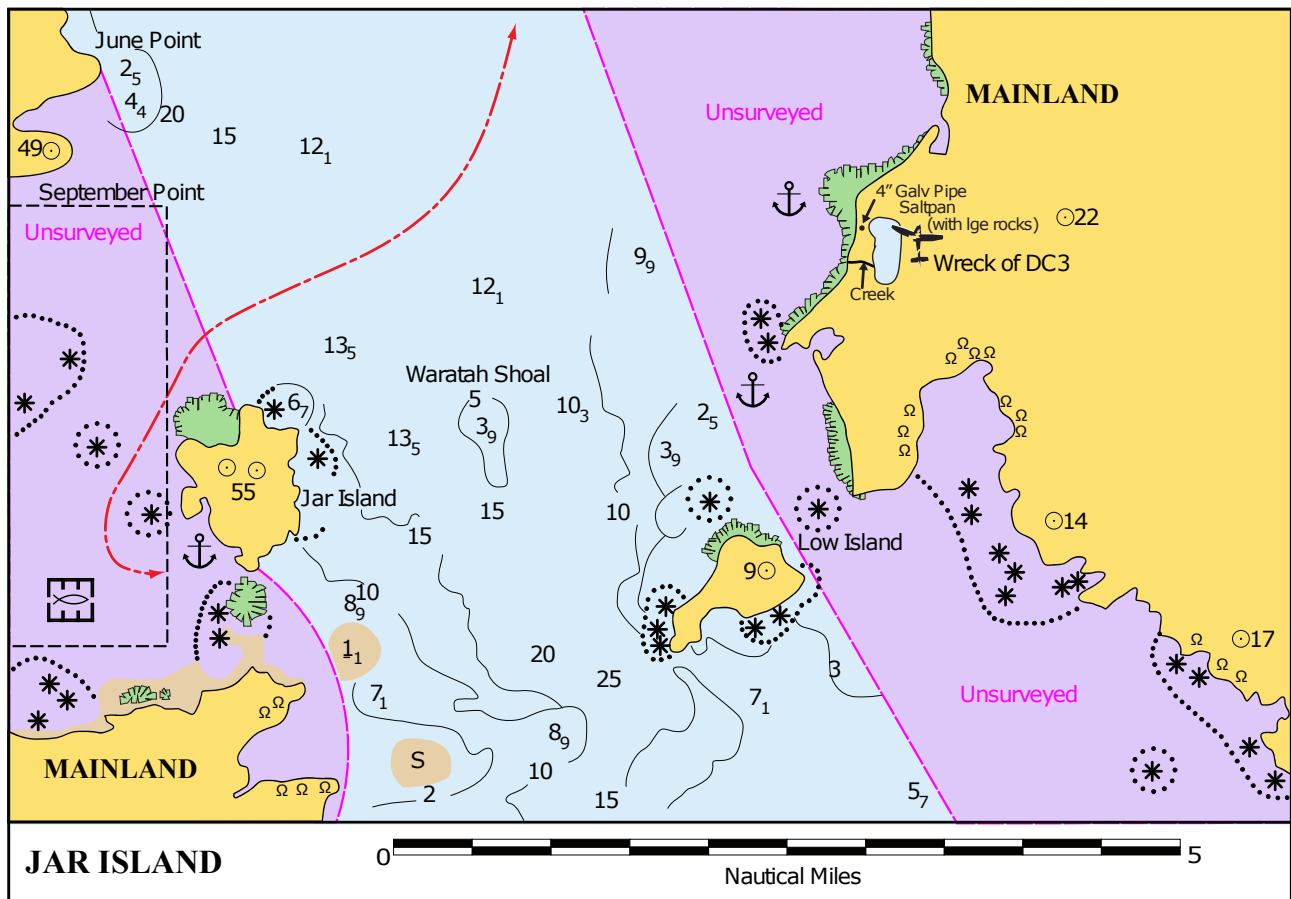 June Point
2₅
4₄
20
15
12₁
MAINLAND
Unsurveyed
49
September Point
Unsurveyed
4" Galv Pipe
Saltpan
(with lge rocks)
22
Wreck of DC3
Creek
9₉
12₁
13₅
Waratah Shoal
5
3₉
10₃
6₇
2₅
13₅
3₉
55
Jar Island
15
15
10
14
Low Island
9
10
8₉
1₁
20
25
3
17
7₁
7₁
Unsurveyed
8₉
MAINLAND
S
10
2
15
5₇
JAR ISLAND
0
5
Nautical Miles